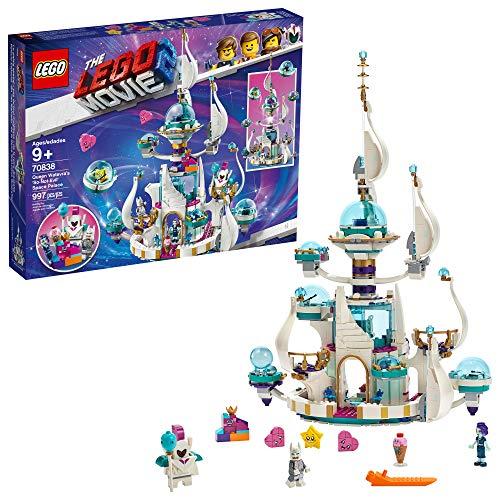 LEGO
THE
LEGO
MOVIE 2
Ages/edades
9+
70838
Queen Watevra's
'So-Not-Evil'
Space Palace
997 pcs/pzs